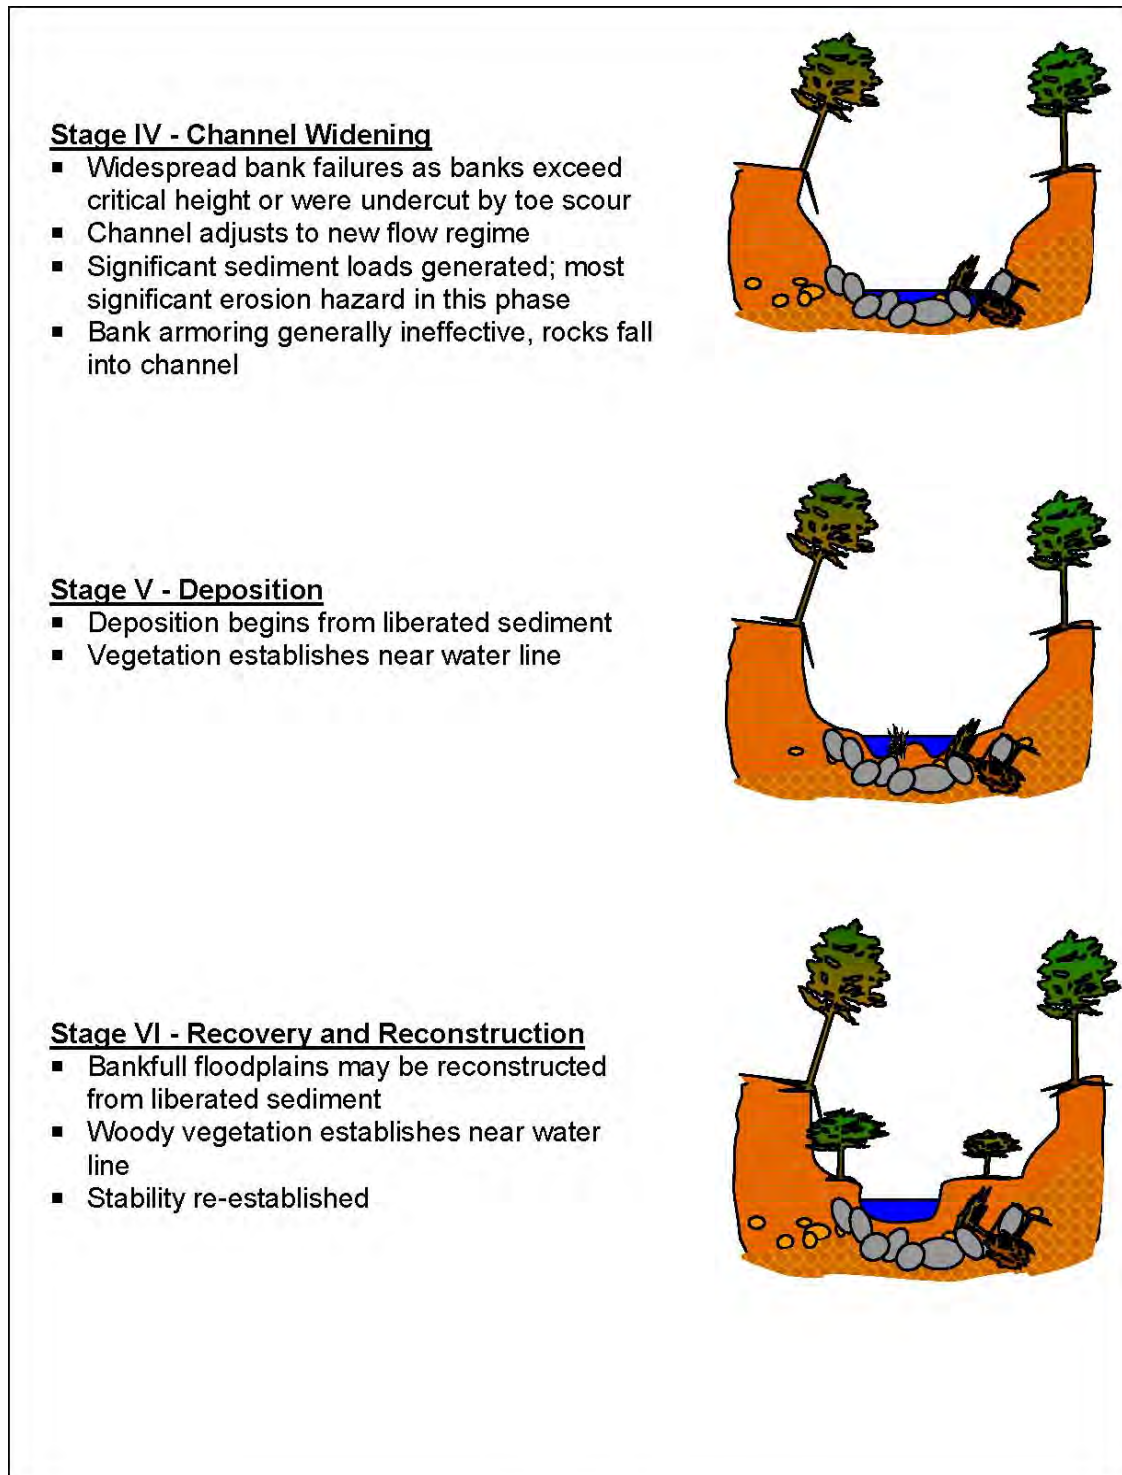 Stage IV - Channel Widening
▪ Widespread bank failures as banks exceed
critical height or were undercut by toe scour
▪ Channel adjusts to new flow regime
▪ Significant sediment loads generated; most
significant erosion hazard in this phase
▪ Bank armoring generally ineffective, rocks fall
into channel
Stage V - Deposition
▪ Deposition begins from liberated sediment
▪ Vegetation establishes near water line
Stage VI - Recovery and Reconstruction
▪ Bankfull floodplains may be reconstructed
from liberated sediment
▪ Woody vegetation establishes near water
line
▪ Stability re-established